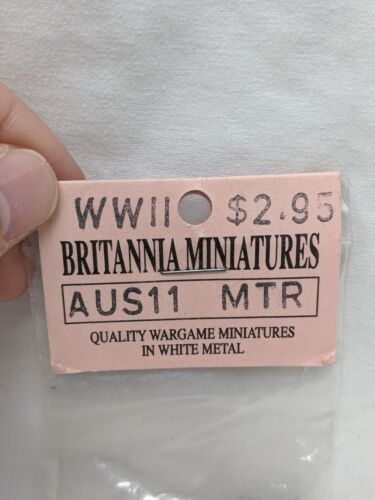 WWII $2.95
BRITANNIA MINIATURES
AUS11 MTR
QUALITY WARGAME MINIATURES
IN WHITE METAL